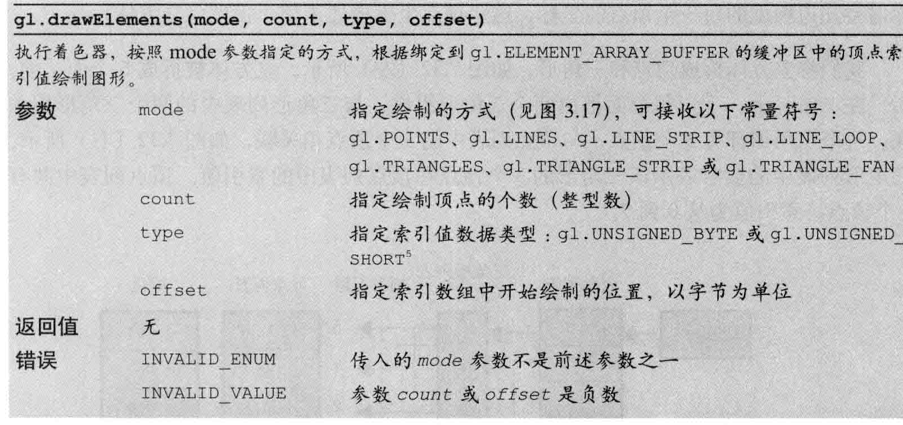 gl.drawElements(mode, count, type, offset)
执行着色器，按照 mode 参数指定的方式，根据绑定到 gl.ELEMENT_ARRAY_BUFFER 的缓冲区中的顶点索
引值绘制图形。
参数 mode 指定绘制的方式（见图 3.17），可接收以下常量符号：
gl.POINTS、gl.LINES、gl.LINE_STRIP、gl.LINE_LOOP、
gl.TRIANGLES、gl.TRIANGLE_STRIP 或 gl.TRIANGLE_FAN
count 指定绘制顶点的个数（整型数）
type 指定索引值数据类型：gl.UNSIGNED_BYTE 或 gl.UNSIGNED_
SHORT⁵
offset 指定索引数组中开始绘制的位置，以字节为单位
返回值 无
错误 INVALID_ENUM 传入的 mode 参数不是前述参数之一
INVALID_VALUE 参数 count 或 offset 是负数